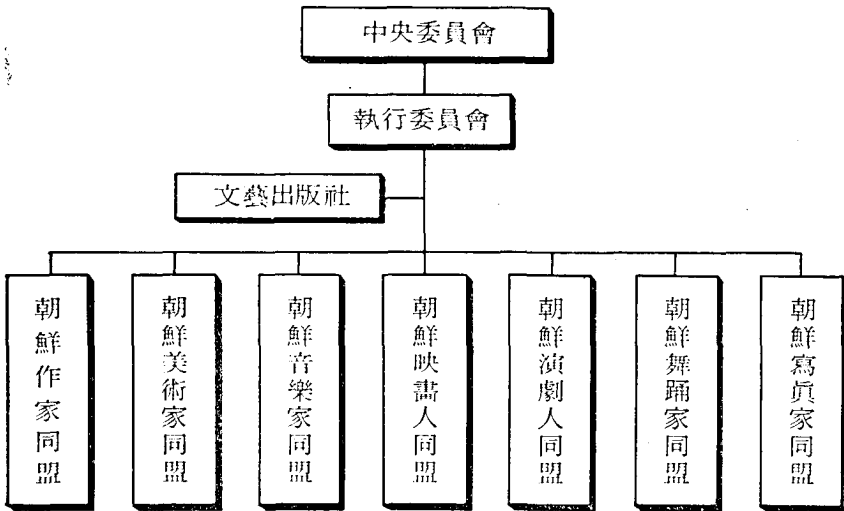 中央委員會
執行委員會
文藝出版社
朝鮮作家同盟
朝鮮美術家同盟
朝鮮音樂家同盟
朝鮮映畵人同盟
朝鮮演劇人同盟
朝鮮舞踊家同盟
朝鮮寫眞家同盟